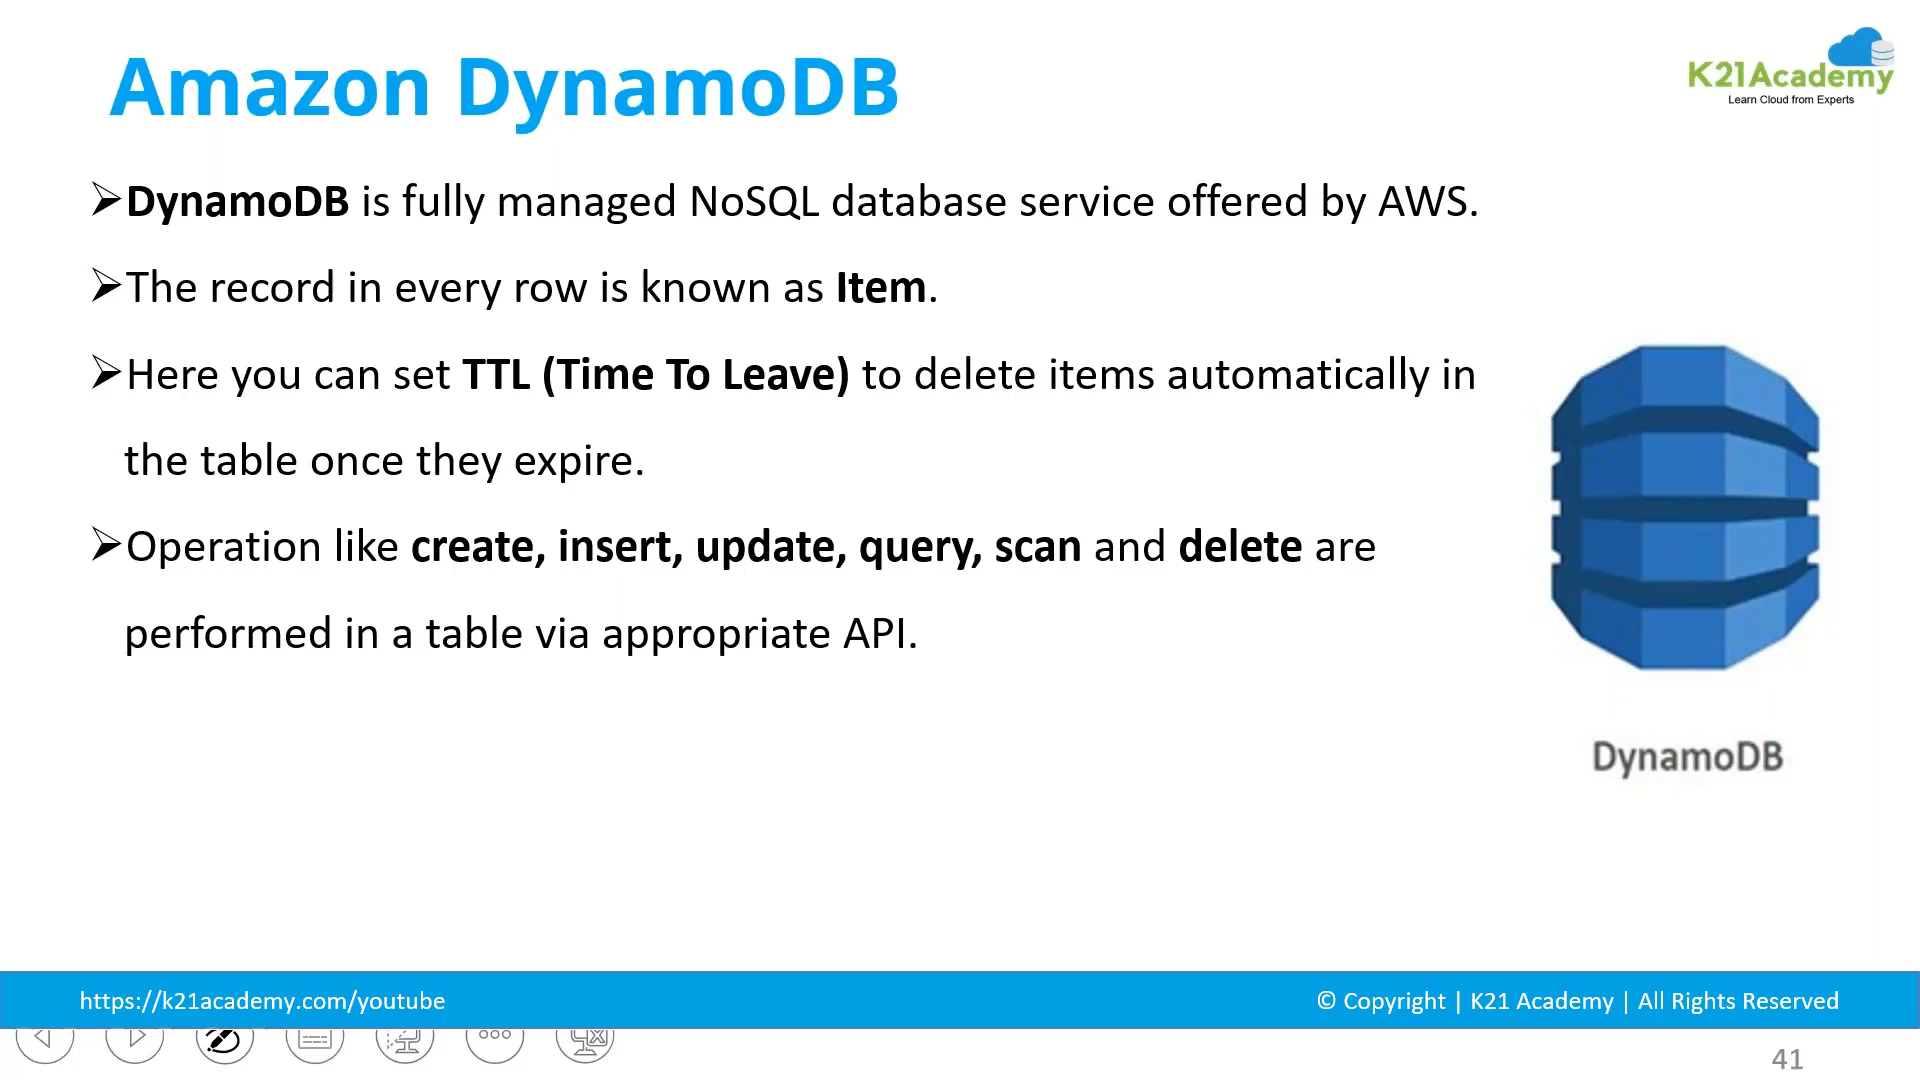 Amazon DynamoDB
K21Academy
Learn Cloud from Experts
➢DynamoDB is fully managed NoSQL database service offered by AWS.
➢The record in every row is known as Item.
➢Here you can set TTL (Time To Leave) to delete items automatically in
the table once they expire.
➢Operation like create, insert, update, query, scan and delete are
performed in a table via appropriate API.
DynamoDB
https://k21academy.com/youtube
© Copyright | K21 Academy | All Rights Reserved
41